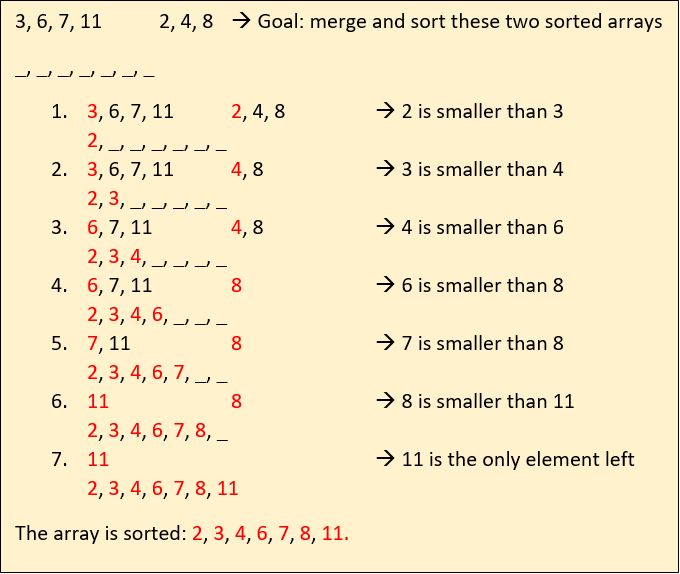 3, 6, 7, 11 2, 4, 8 → Goal: merge and sort these two sorted arrays
_, _, _, _, _, _, _
1. 3, 6, 7, 11 2, 4, 8 → 2 is smaller than 3
2, _, _, _, _, _, _
2. 3, 6, 7, 11 4, 8 → 3 is smaller than 4
2, 3, _, _, _, _, _
3. 6, 7, 11 4, 8 → 4 is smaller than 6
2, 3, 4, _, _, _, _
4. 6, 7, 11 8 → 6 is smaller than 8
2, 3, 4, 6, _, _, _
5. 7, 11 8 → 7 is smaller than 8
2, 3, 4, 6, 7, _, _
6. 11 8 → 8 is smaller than 11
2, 3, 4, 6, 7, 8, _
7. 11 → 11 is the only element left
2, 3, 4, 6, 7, 8, 11
The array is sorted: 2, 3, 4, 6, 7, 8, 11.